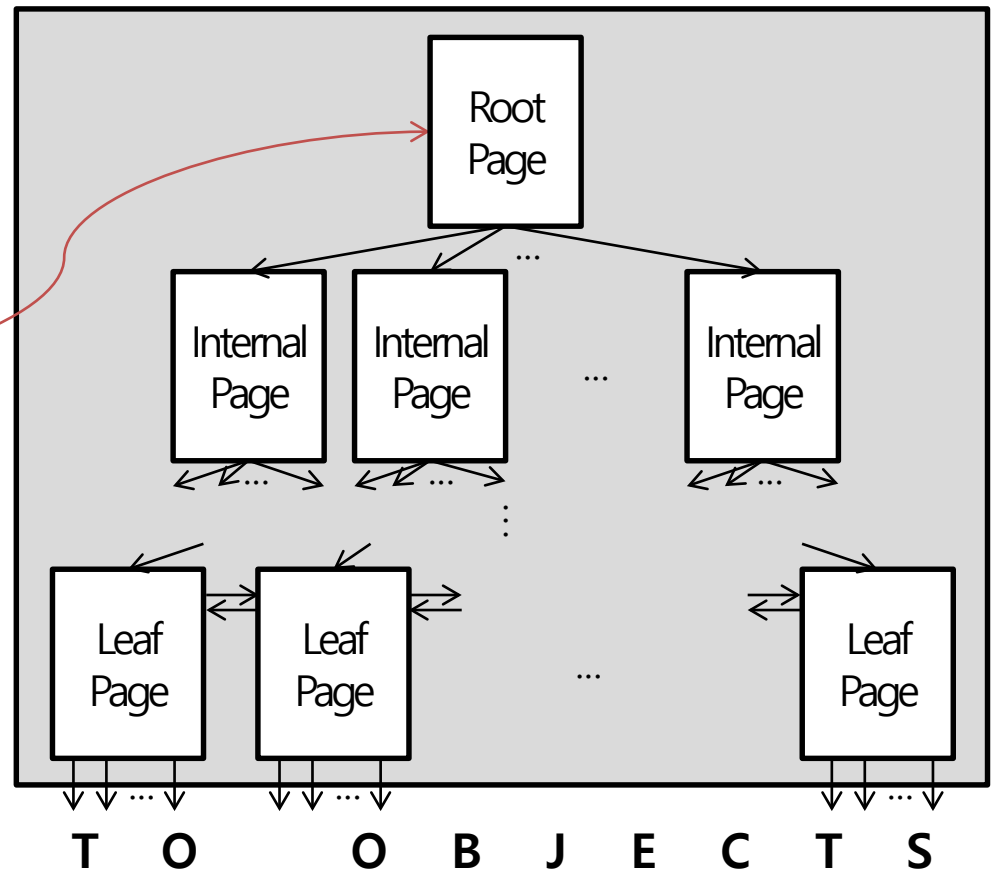 Root
Page
...
Internal
Page
Internal
Page
...
Internal
Page
...
...
...
...
Leaf
Page
Leaf
Page
...
Leaf
Page
...
...
...
T O O B J E C T S